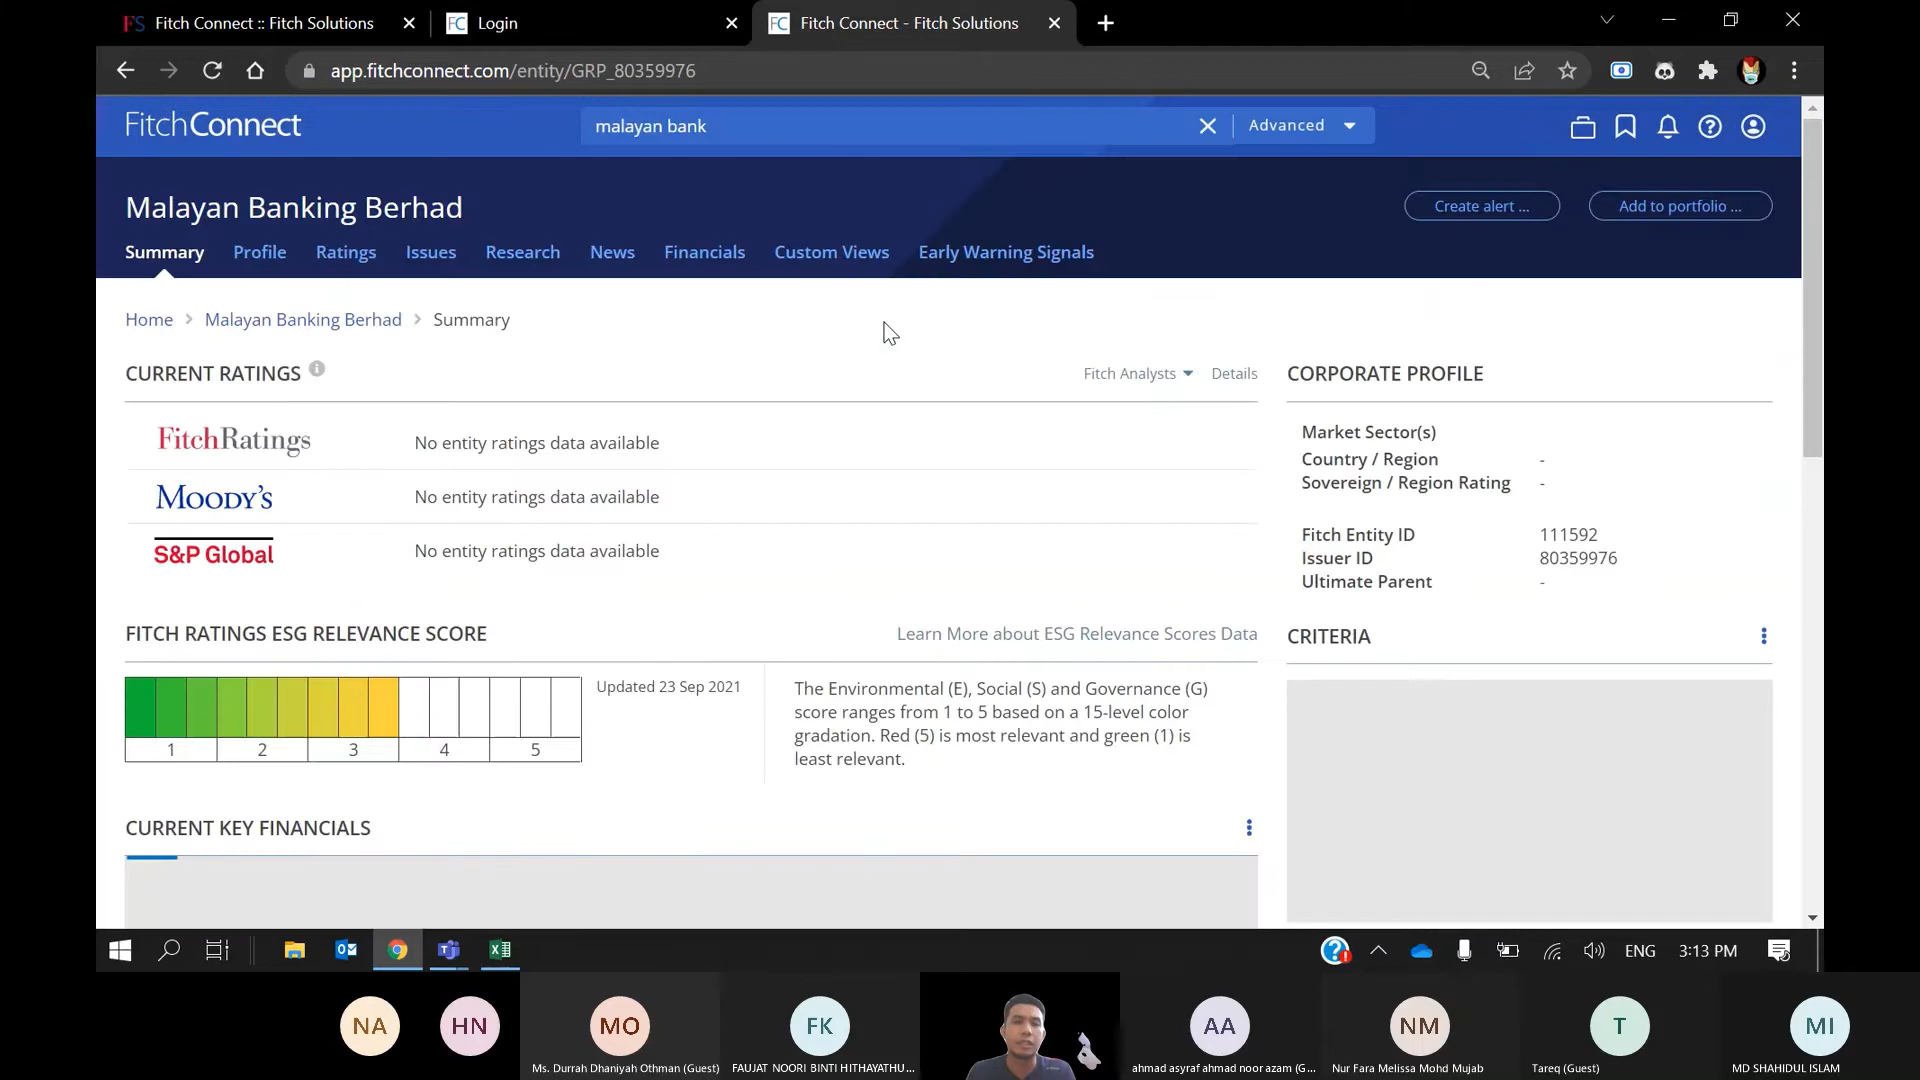 Fitch Connect :: Fitch Solutions
Login
Fitch Connect - Fitch Solutions
app.fitchconnect.com/entity/GRP_80359976
FitchConnect
malayan bank
Advanced
Malayan Banking Berhad
Create alert ...
Add to portfolio ...
Summary Profile Ratings Issues Research News Financials Custom Views Early Warning Signals
Home > Malayan Banking Berhad > Summary
CURRENT RATINGS
Fitch Analysts
Details
FitchRatings No entity ratings data available
MOODY'S No entity ratings data available
S&P Global No entity ratings data available
CORPORATE PROFILE
Market Sector(s)
Country / Region -
Sovereign / Region Rating -
Fitch Entity ID 111592
Issuer ID 80359976
Ultimate Parent -
FITCH RATINGS ESG RELEVANCE SCORE
Learn More about ESG Relevance Scores Data
1 2 3 4 5
Updated 23 Sep 2021
The Environmental (E), Social (S) and Governance (G)
score ranges from 1 to 5 based on a 15-level color
gradation. Red (5) is most relevant and green (1) is
least relevant.
CRITERIA
CURRENT KEY FINANCIALS
ENG
3:13 PM
NA
HN
MO
Ms. Durrah Dhaniyah Othman (Guest)
FK
FAUJAT NOORI BINTI HITHAYATHU...
AA
ahmad asyraf ahmad noor azam (G...
NM
Nur Fara Melissa Mohd Mujab
T
Tareq (Guest)
MI
MD SHAHIDUL ISLAM